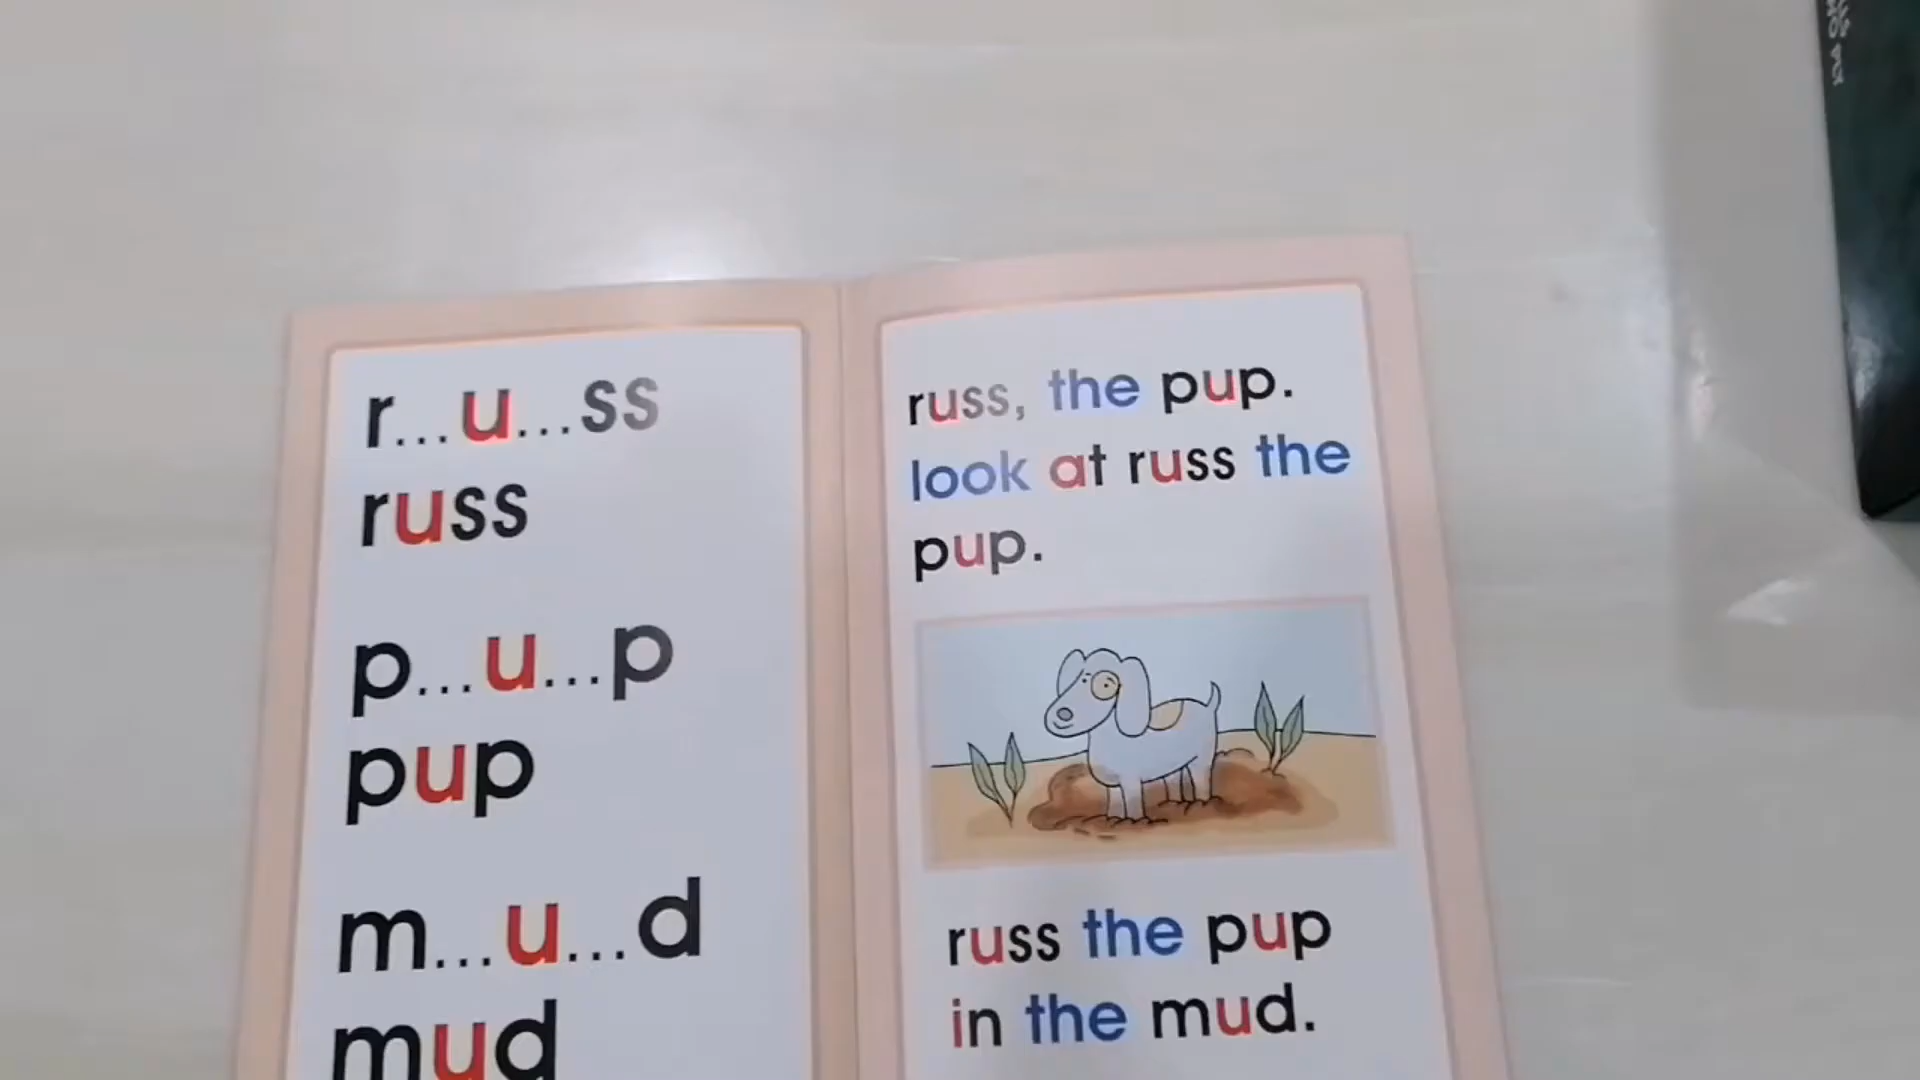 r...u...ss
russ
p...u...p
pup
m...u...d
mud
russ, the pup.
look at russ the
pup.
russ the pup
in the mud.